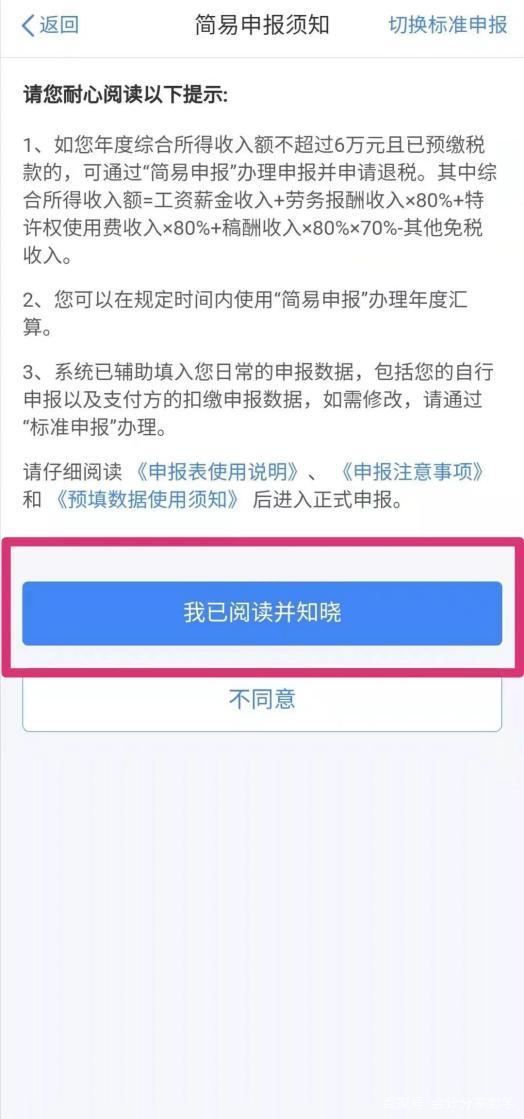 返回
简易申报须知
切换标准申报
请您耐心阅读以下提示:
1、如您年度综合所得收入额不超过6万元且已预缴税
款的，可通过“简易申报”办理申报并申请退税。其中综
合所得收入额=工资薪金收入+劳务报酬收入×80%+特
许权使用费收入×80%+稿酬收入×80%×70%-其他免税
收入。
2、您可以在规定时间内使用“简易申报”办理年度汇
算。
3、系统已辅助填入您日常的申报数据，包括您的自行
申报以及支付方的扣缴申报数据，如需修改，请通过
“标准申报”办理。
请仔细阅读 《申报表使用说明》 、 《申报注意事项》
和 《预填数据使用须知》 后进入正式申报。
我已阅读并知晓
不同意